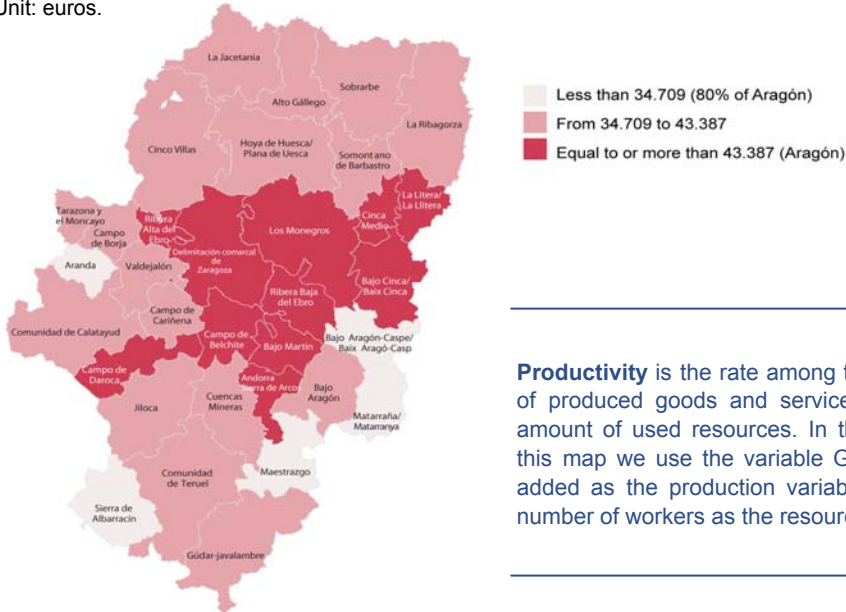 Unit: euros.
La Jacetania
Sobrarbe
Alto Gállego
La Ribagorza
Cinco Villas
Hoya de Huesca/
Plana de Uesca
Somontano
de Barbastro
La Litera/
La Llitera
Cinca
Medio
Tarazona y
el Moncayo
Ribera
Alta del
Ebro
Los Monegros
Campo
de Borja
Delimitación comarcal
de
Zaragoza
Aranda
Valdejalón
Bajo Cinca/
Baix Cinca
Ribera Baja
del Ebro
Campo de
Cariñena
Comunidad de Calatayud
Campo de
Belchite
Bajo Martín
Bajo Aragón-Caspe/
Baix Aragó-Casp
Campo de
Daroca
Andorra
Sierra de Arcos
Bajo
Aragón
Jiloca
Cuencas
Mineras
Matarraña/
Matarranya
Maestrazgo
Comunidad
de Teruel
Sierra de
Albarracín
Gúdar-javalambre
Less than 34.709 (80% of Aragón)
From 34.709 to 43.387
Equal to or more than 43.387 (Aragón)
Productivity is the rate among
of produced goods and
amount of used resources. In
this map we use the variable
added as the production
number of workers as the